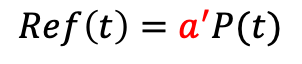 Ref(t) = a′P(t)